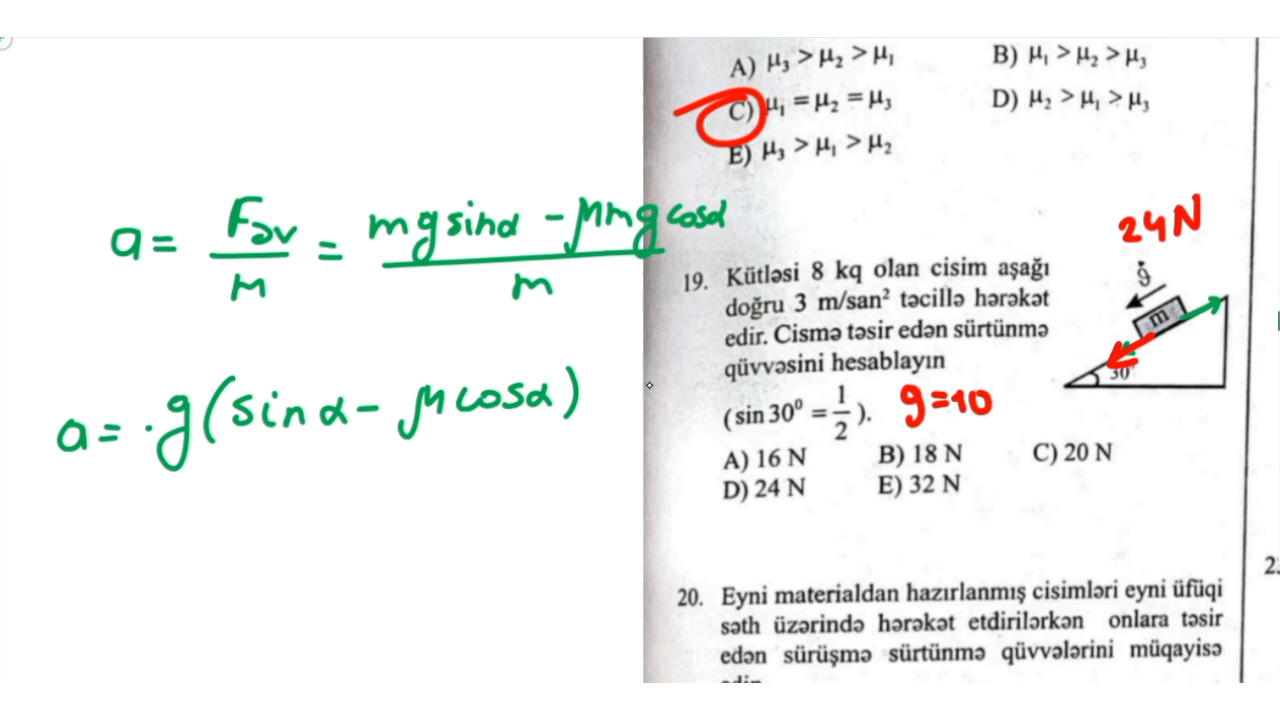 A) μ₃ > μ₂ > μ₁
B) μ₁ > μ₂ > μ₃
C) μ₁ = μ₂ = μ₃
D) μ₂ > μ₁ > μ₃
E) μ₃ > μ₁ > μ₂
a = Fəv / m = mg sinα - μmg cosα / m
a = · g (sinα - μ cosα)
24 N
19. Kütləsi 8 kq olan cisim aşağı
doğru 3 m/san² təcillə hərəkət
edir. Cismə təsir edən sürtünmə
qüvvəsini hesablayın
(sin 30⁰ = 1/2). g=10
m
30°
A) 16 N B) 18 N C) 20 N
D) 24 N E) 32 N
20. Eyni materialdan hazırlanmış cisimləri eyni üfüqi
səth üzərində hərəkət etdirilərkən onlara təsir
edən sürüşmə sürtünmə qüvvələrini müqayisə
2